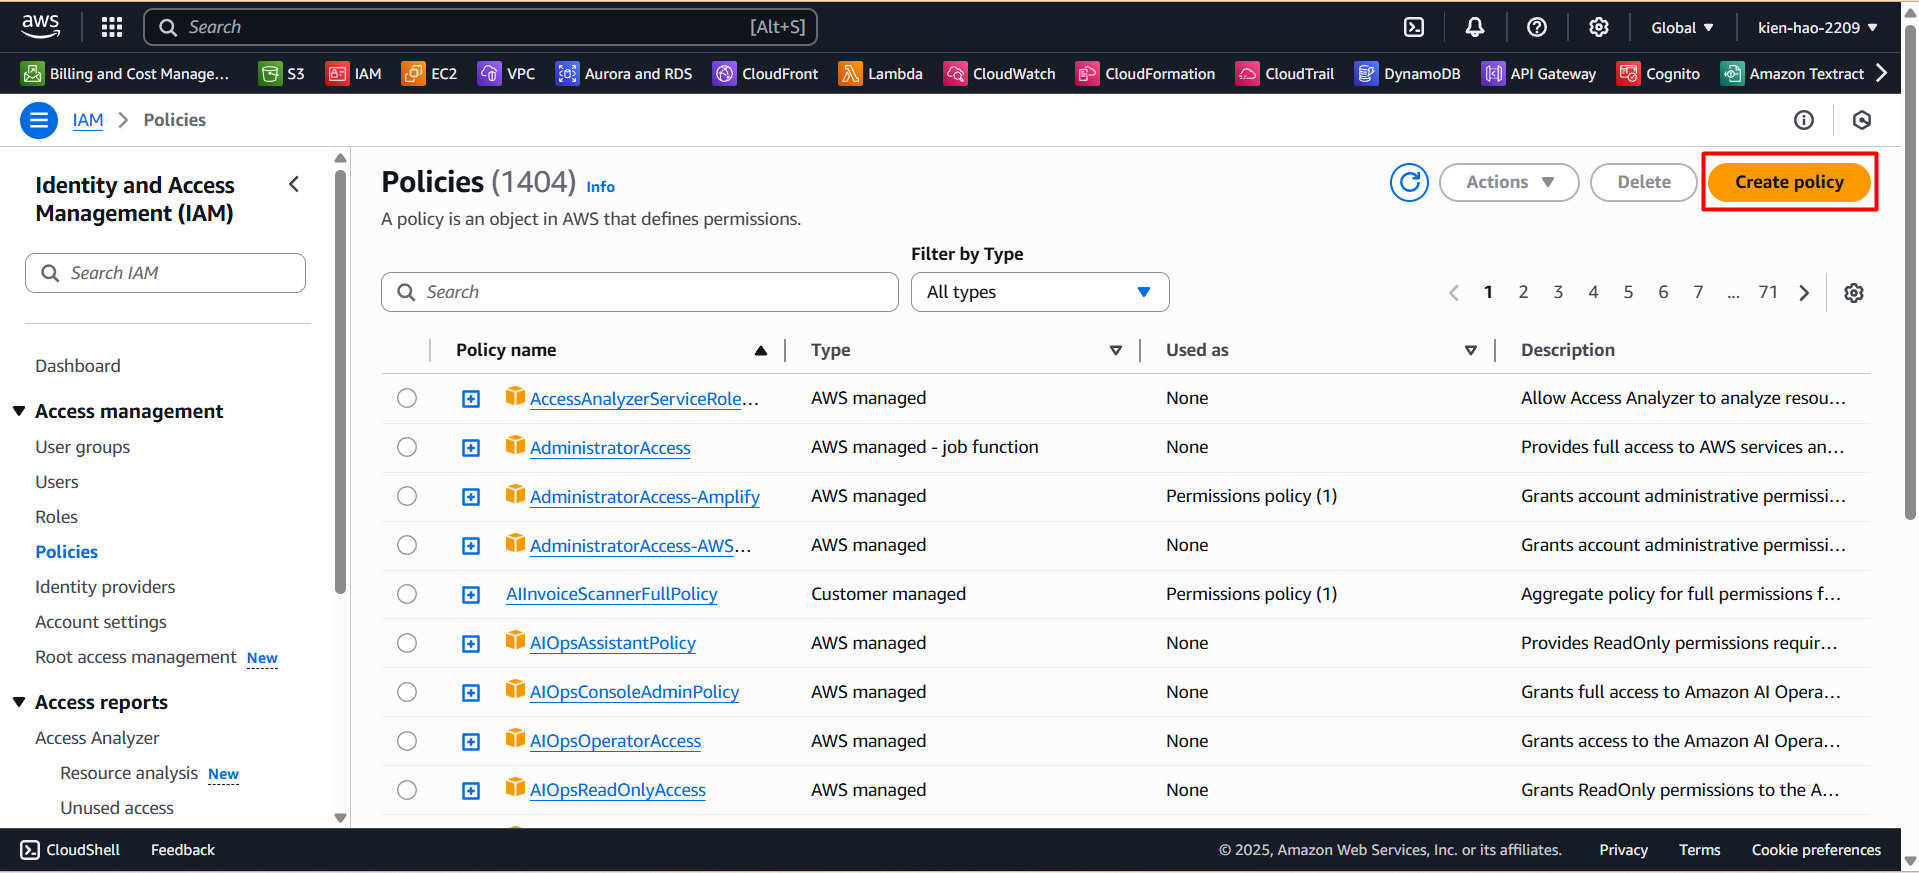 aws
Search [Alt+S]
Global kien-hao-2209
Billing and Cost Manage... S3 IAM EC2 VPC Aurora and RDS CloudFront Lambda CloudWatch CloudFormation CloudTrail DynamoDB API Gateway Cognito Amazon Textract
IAM Policies
Identity and Access
Management (IAM)
Search IAM
Dashboard
Access management
User groups
Users
Roles
Policies
Identity providers
Account settings
Root access management New
Access reports
Access Analyzer
Resource analysis New
Unused access
Policies (1404) Info
Actions Delete Create policy
A policy is an object in AWS that defines permissions.
Filter by Type
Search All types
1 2 3 4 5 6 7 ... 71
Policy name Type Used as Description
AccessAnalyzerServiceRole... AWS managed None Allow Access Analyzer to analyze resou...
AdministratorAccess AWS managed - job function None Provides full access to AWS services an...
AdministratorAccess-Amplify AWS managed Permissions policy (1) Grants account administrative permissi...
AdministratorAccess-AWS... AWS managed None Grants account administrative permissi...
AIInvoiceScannerFullPolicy Customer managed Permissions policy (1) Aggregate policy for full permissions f...
AIOpsAssistantPolicy AWS managed None Provides ReadOnly permissions requir...
AIOpsConsoleAdminPolicy AWS managed None Grants full access to Amazon AI Opera...
AIOpsOperatorAccess AWS managed None Grants access to the Amazon AI Opera...
AIOpsReadOnlyAccess AWS managed None Grants ReadOnly permissions to the A...
CloudShell Feedback © 2025, Amazon Web Services, Inc. or its affiliates. Privacy Terms Cookie preferences